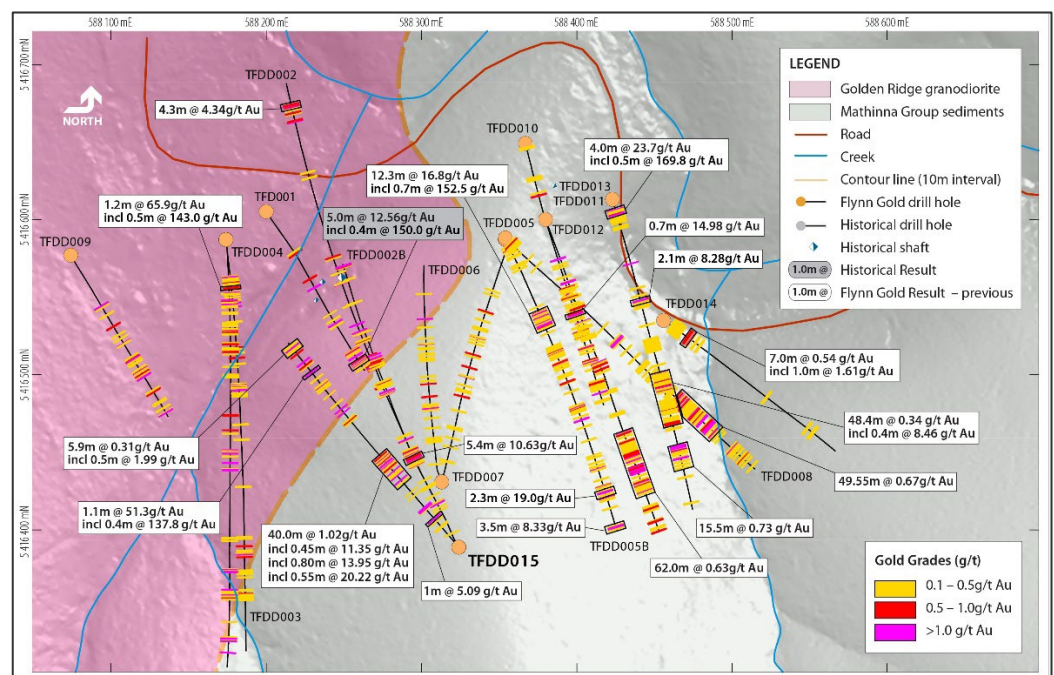 588 100 mE
588 200 mE
588 300 mE
588 400 mE
588 500 mE
588 600 mE
5 416 700 mN
5 416 600 mN
5 416 500 mN
5 416 400 mN
NORTH
LEGEND
Golden Ridge granodiorite
Mathinna Group sediments
Road
Creek
Contour line (10m interval)
Flynn Gold drill hole
Historical drill hole
Historical shaft
1.0m @
Historical Result
1.0m @
Flynn Gold Result – previous
TFDD002
4.3m @ 4.34g/t Au
TFDD010
4.0m @ 23.7g/t Au
incl 0.5m @ 169.8 g/t Au
12.3m @ 16.8g/t Au
incl 0.7m @ 152.5 g/t Au
TFDD013
TFDD011
1.2m @ 65.9g/t Au
incl 0.5m @ 143.0 g/t Au
TFDD001
5.0m @ 12.56g/t Au
incl 0.4m @ 150.0 g/t Au
TFDD005
TFDD012
0.7m @ 14.98 g/t Au
TFDD009
TFDD004
TFDD002B
TFDD006
2.1m @ 8.28g/t Au
TFDD014
7.0m @ 0.54 g/t Au
incl 1.0m @ 1.61g/t Au
48.4m @ 0.34 g/t Au
incl 0.4m @ 8.46 g/t Au
5.9m @ 0.31g/t Au
incl 0.5m @ 1.99 g/t Au
5.4m @ 10.63g/t Au
TFDD007
TFDD008
49.55m @ 0.67g/t Au
2.3m @ 19.0g/t Au
1.1m @ 51.3g/t Au
incl 0.4m @ 137.8 g/t Au
3.5m @ 8.33g/t Au
15.5m @ 0.73 g/t Au
40.0m @ 1.02g/t Au
incl 0.45m @ 11.35 g/t Au
incl 0.80m @ 13.95 g/t Au
incl 0.55m @ 20.22 g/t Au
TFDD005B
TFDD015
62.0m @ 0.63g/t Au
1m @ 5.09 g/t Au
TFDD003
Gold Grades (g/t)
0.1 – 0.5g/t Au
0.5 – 1.0g/t Au
>1.0 g/t Au